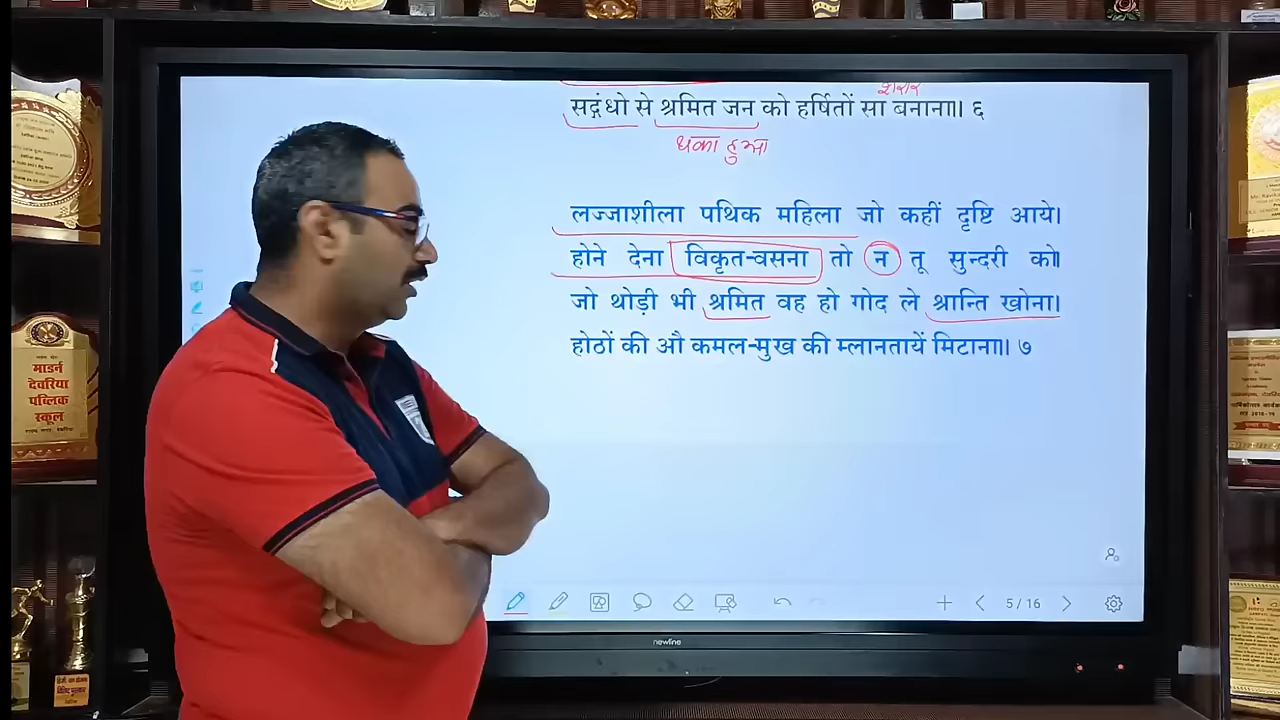 शरीर
सद्गंधो से श्रमित जन को हर्षितों सा बनाना।। ६
थका हुआ
लज्जाशीला पथिक महिला जो कहीं दृष्टि आये।
होने देना विकृत-वसना तो न तू सुन्दरी को॥
जो थोड़ी भी श्रमित वह हो गोद ले श्रान्ति खोना।
होठों की औ कमल-मुख की म्लानतायें मिटाना।। ७
माडर्न
देवरिया
पब्लिक
स्कूल
5/16
newline